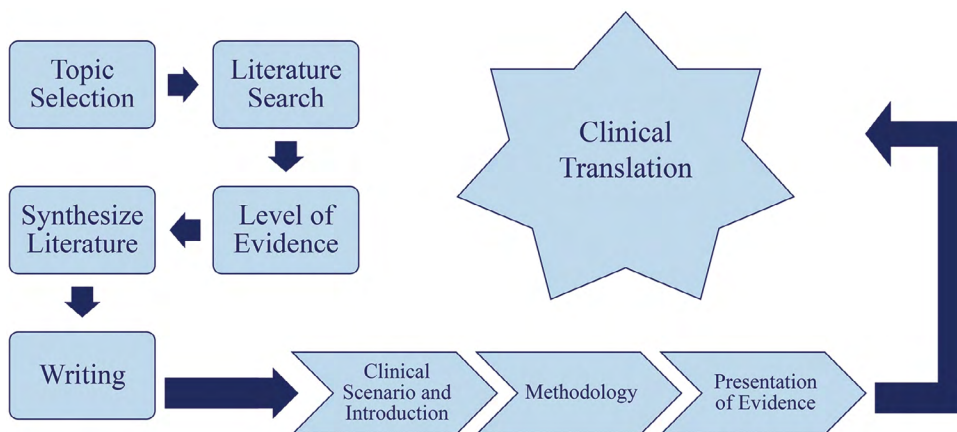 Topic
Selection
Literature
Search
Level of
Evidence
Synthesize
Literature
Writing
Clinical
Scenario and
Introduction
Methodology
Presentation
of Evidence
Clinical
Translation